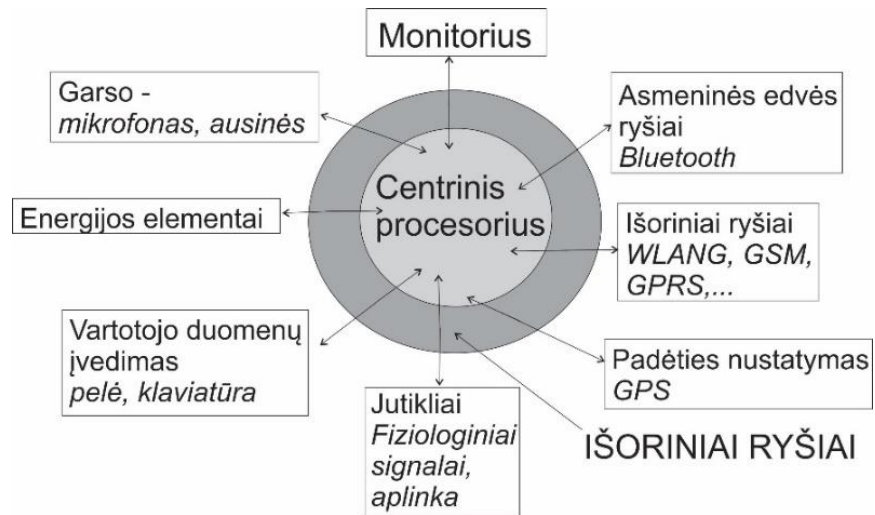 Monitorius
Garso -
mikrofonas, ausinės
Asmeninės edvės
ryšiai
Bluetooth
Centrinis
procesorius
Energijos elementai
Išoriniai ryšiai
WLANG, GSM,
GPRS,...
Vartotojo duomenų
įvedimas
pelė, klaviatūra
Padėties nustatymas
GPS
Jutikliai
Fiziologiniai
signalai,
aplinka
IŠORINIAI RYŠIAI